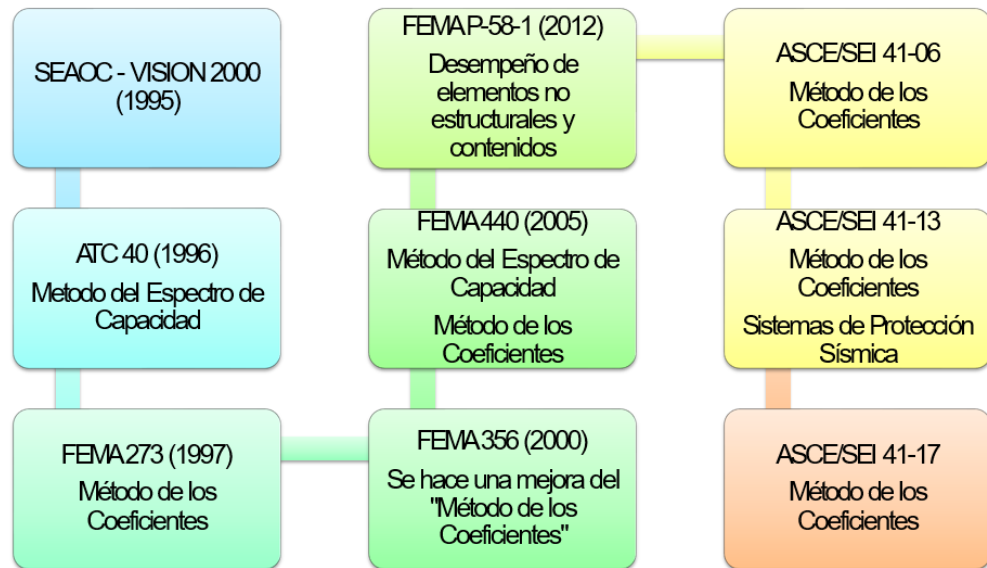 SEAOC - VISION 2000
(1995)
ATC 40 (1996)
Metodo del Espectro de
Capacidad
FEMA 273 (1997)
Método de los
Coeficientes
FEMA 356 (2000)
Se hace una mejora del
"Método de los
Coeficientes"
FEMA 440 (2005)
Método del Espectro de
Capacidad
Método de los
Coeficientes
FEMA P-58-1 (2012)
Desempeño de
elementos no
estructurales y
contenidos
ASCE/SEI 41-06
Método de los
Coeficientes
ASCE/SEI 41-13
Método de los
Coeficientes
Sistemas de Protección
Sísmica
ASCE/SEI 41-17
Método de los
Coeficientes